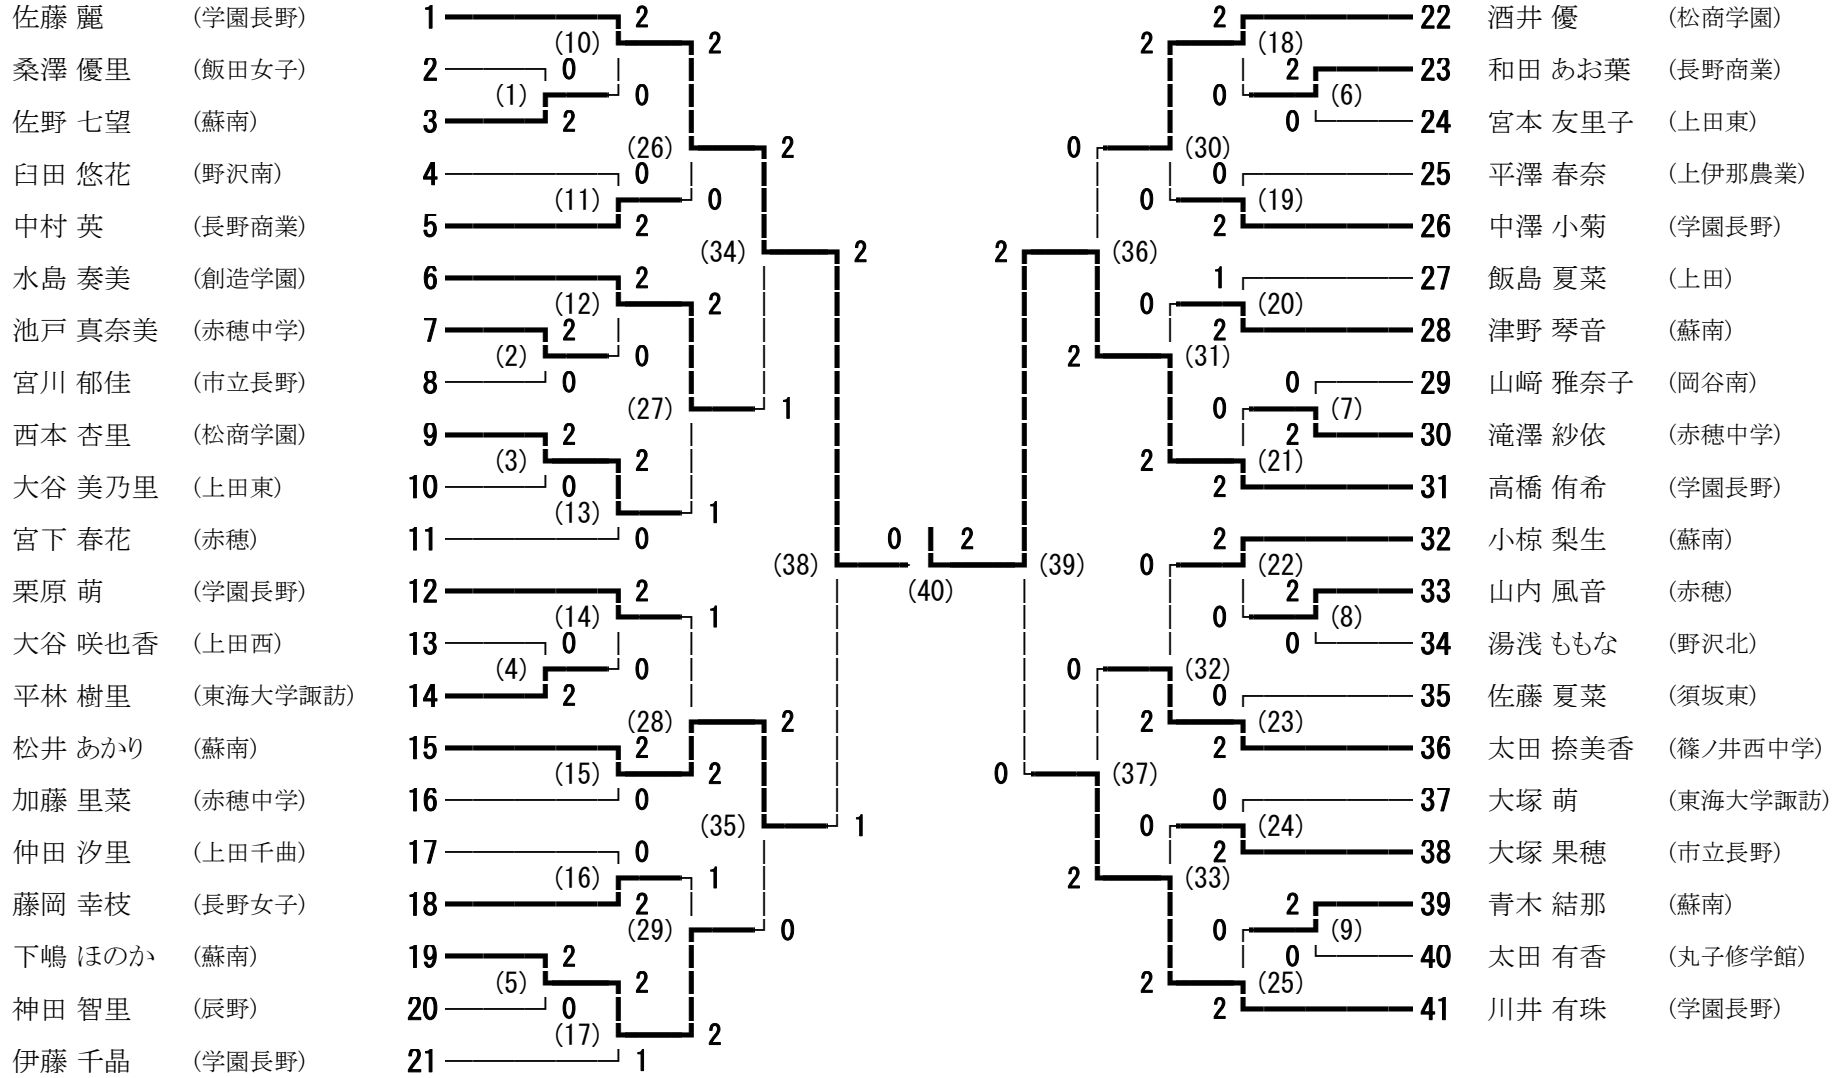 佐藤 麗 (学園長野) 1 2 2 22 酒井 優 (松商学園)
(10) 2 2 (18)
桑澤 優里 (飯田女子) 2 0 2 23 和田 あお葉 (長野商業)
(1) 0 0 (6)
佐野 七望 (蘇南) 3 2 0 24 宮本 友里子 (上田東)
(26) 2 0 (30)
臼田 悠花 (野沢南) 4 0 0 25 平澤 春奈 (上伊那農業)
(11) 0 0 (19)
中村 英 (長野商業) 5 2 2 26 中澤 小菊 (学園長野)
(34) 2 2 (36)
水島 奏美 (創造学園) 6 2 1 27 飯島 夏菜 (上田)
(12) 2 0 (20)
池戸 真奈美 (赤穂中学) 7 2 2 28 津野 琴音 (蘇南)
(2) 0 2 (31)
宮川 郁佳 (市立長野) 8 0 0 29 山﨑 雅奈子 (岡谷南)
(27) 1 0 (7)
西本 杏里 (松商学園) 9 2 2 30 滝澤 紗依 (赤穂中学)
(3) 2 2 (21)
大谷 美乃里 (上田東) 10 0 2 31 高橋 侑希 (学園長野)
(13) 1
宮下 春花 (赤穂) 11 0 0 2 2 32 小椋 梨生 (蘇南)
(38) (39) 0 (22)
栗原 萌 (学園長野) 12 2 (40) 2 33 山内 風音 (赤穂)
(14) 1 0 (8)
大谷 咲也香 (上田西) 13 0 0 34 湯浅 ももな (野沢北)
(4) 0 0 (32)
平林 樹里 (東海大学諏訪) 14 2 0 35 佐藤 夏菜 (須坂東)
(28) 2 2 (23)
松井 あかり (蘇南) 15 2 2 36 太田 捺美香 (篠ノ井西中学)
(15) 2 0 (37)
加藤 里菜 (赤穂中学) 16 0 0 37 大塚 萌 (東海大学諏訪)
(35) 1 0 (24)
仲田 汐里 (上田千曲) 17 0 2 38 大塚 果穂 (市立長野)
(16) 1 2 (33)
藤岡 幸枝 (長野女子) 18 2 2 39 青木 結那 (蘇南)
(29) 0 0 (9)
下嶋 ほのか (蘇南) 19 2 0 40 太田 有香 (丸子修学館)
(5) 2 2 (25)
神田 智里 (辰野) 20 0 2 41 川井 有珠 (学園長野)
(17) 2
伊藤 千晶 (学園長野) 21 1